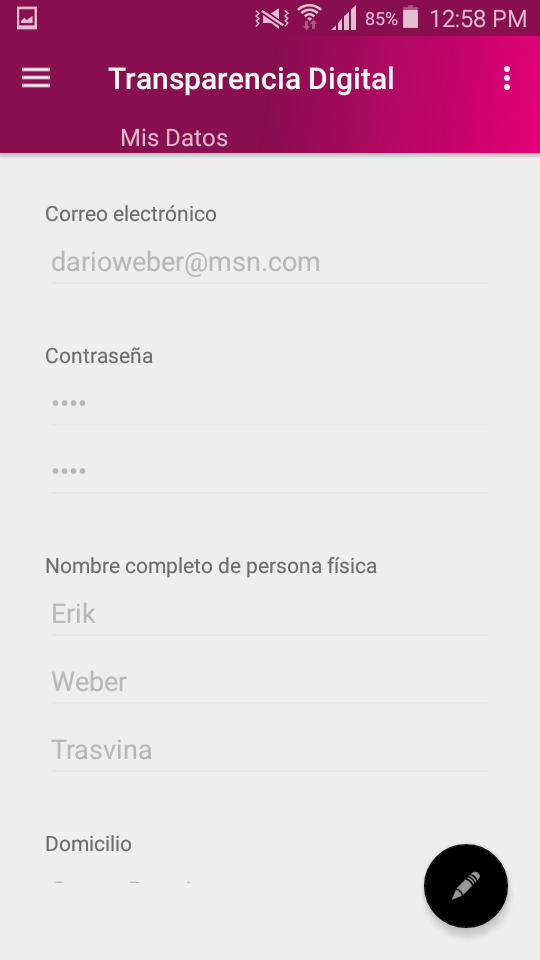 85% 12:58 PM
Transparencia Digital
Mis Datos
Correo electrónico
darioweber@msn.com
Contraseña
••••
••••
Nombre completo de persona física
Erik
Weber
Trasvina
Domicilio